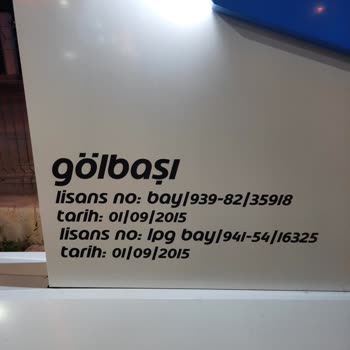 gölbaşı
lisans no: bay/939-82/35918
tarih: 01/09/2015
lisans no: lpg bay/941-54/16325
tarih: 01/09/2015